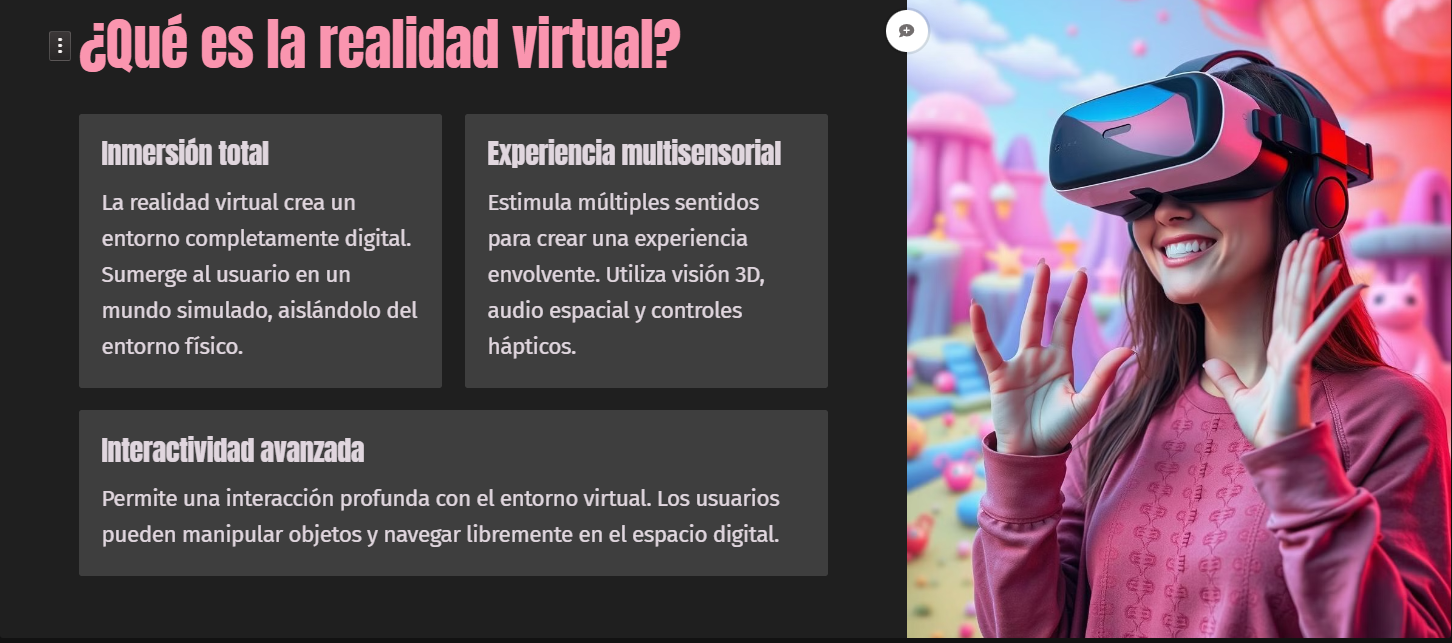 ¿Qué es la realidad virtual?
Inmersión total
La realidad virtual crea un
entorno completamente digital.
Sumerge al usuario en un
mundo simulado, aislándolo del
entorno físico.
Experiencia multisensorial
Estimula múltiples sentidos
para crear una experiencia
envolvente. Utiliza visión 3D,
audio espacial y controles
hápticos.
Interactividad avanzada
Permite una interacción profunda con el entorno virtual. Los usuarios
pueden manipular objetos y navegar libremente en el espacio digital.